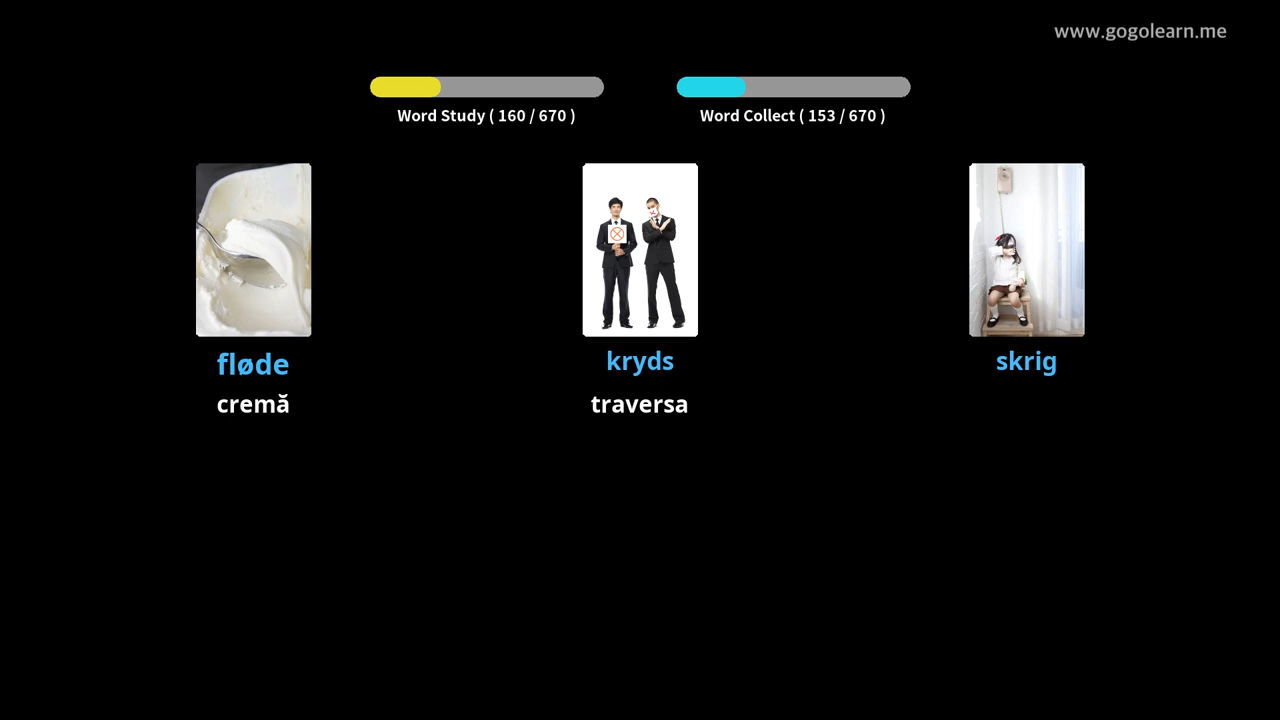 www.gogolearn.me
Word Study ( 160 / 670 )
Word Collect ( 153 / 670 )
fløde
kryds
skrig
cremă
traversa